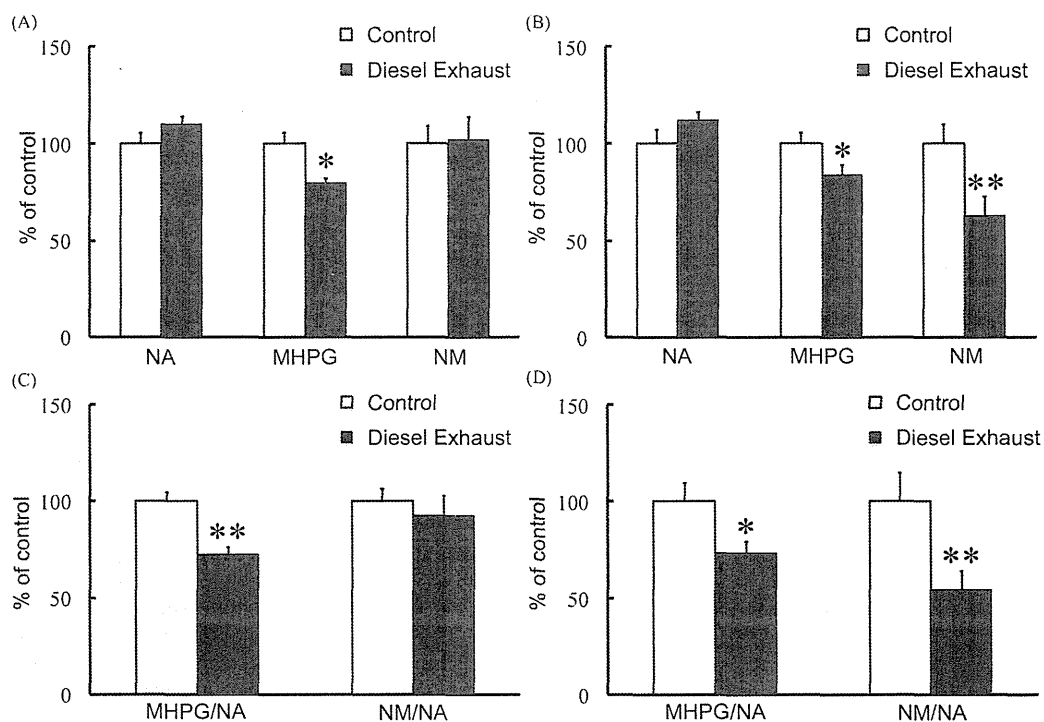 (A)
Control
Diesel Exhaust
% of control
150
100
50
0
*
NA
MHPG
NM
(B)
Control
Diesel Exhaust
% of control
150
100
50
0
*
**
NA
MHPG
NM
(C)
Control
Diesel Exhaust
% of control
150
100
50
0
**
MHPG/NA
NM/NA
(D)
Control
Diesel Exhaust
% of control
150
100
50
0
*
**
MHPG/NA
NM/NA